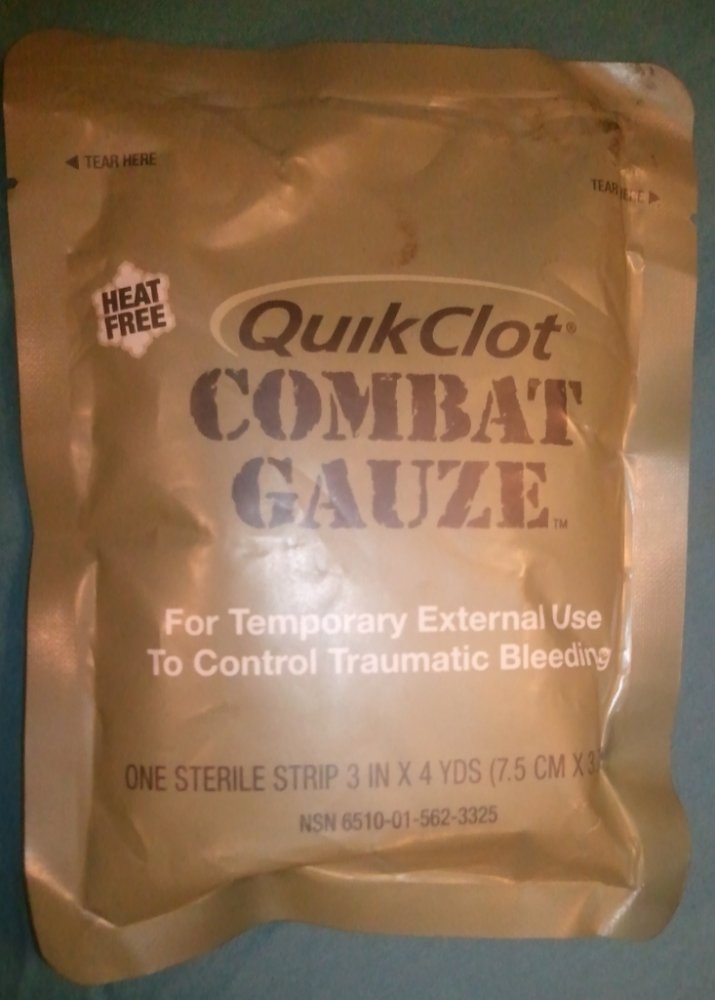 ◀ TEAR HERE
TEAR HERE ▶
HEAT
FREE
QuikClot®
COMBAT
GAUZE™
For Temporary External Use
To Control Traumatic Bleeding
ONE STERILE STRIP 3 IN X 4 YDS (7.5 CM X
NSN 6510-01-562-3325